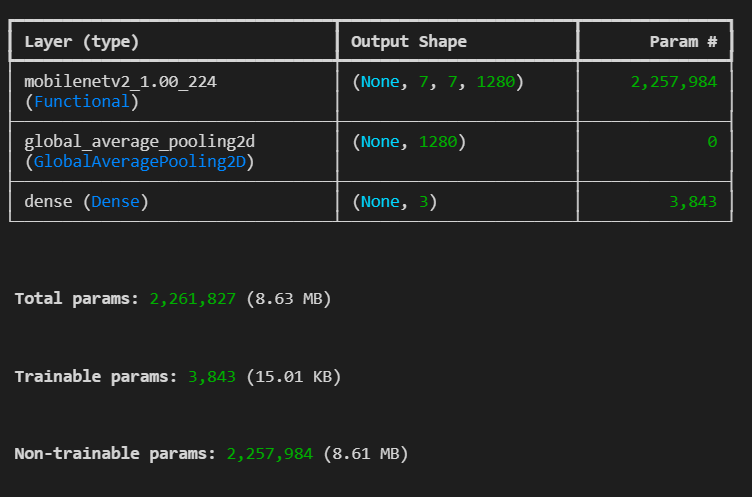 Layer (type) Output Shape Param #
mobilenetv2_1.00_224 (None, 7, 7, 1280) 2,257,984
(Functional)
global_average_pooling2d (None, 1280) 0
(GlobalAveragePooling2D)
dense (Dense) (None, 3) 3,843
Total params: 2,261,827 (8.63 MB)
Trainable params: 3,843 (15.01 KB)
Non-trainable params: 2,257,984 (8.61 MB)